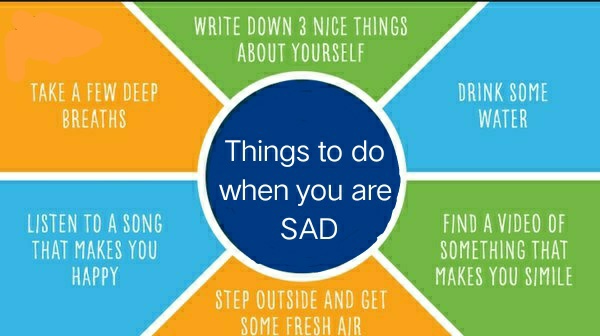 WRITE DOWN 3 NICE THINGS
ABOUT YOURSELF
TAKE A FEW DEEP
BREATHS
DRINK SOME
WATER
Things to do
when you are
SAD
LISTEN TO A SONG
THAT MAKES YOU
HAPPY
FIND A VIDEO OF
SOMETHING THAT
MAKES YOU SIMILE
STEP OUTSIDE AND GET
SOME FRESH AIR